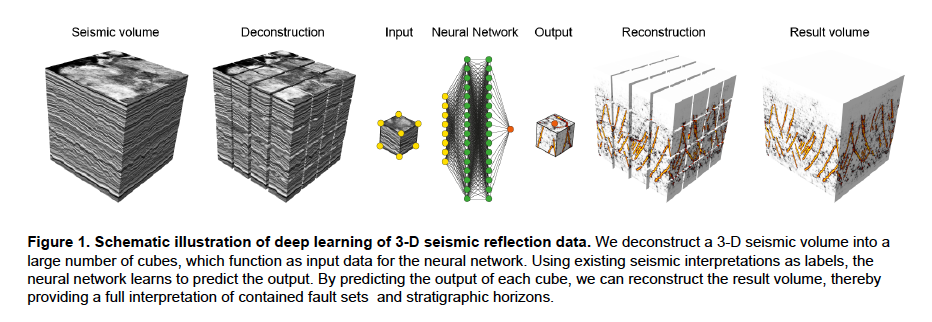 Seismic volume Deconstruction Input Neural Network Output Reconstruction Result volume
Figure 1. Schematic illustration of deep learning of 3-D seismic reflection data. We deconstruct a 3-D seismic volume into a
large number of cubes, which function as input data for the neural network. Using existing seismic interpretations as labels, the
neural network learns to predict the output. By predicting the output of each cube, we can reconstruct the result volume, thereby
providing a full interpretation of contained fault sets and stratigraphic horizons.